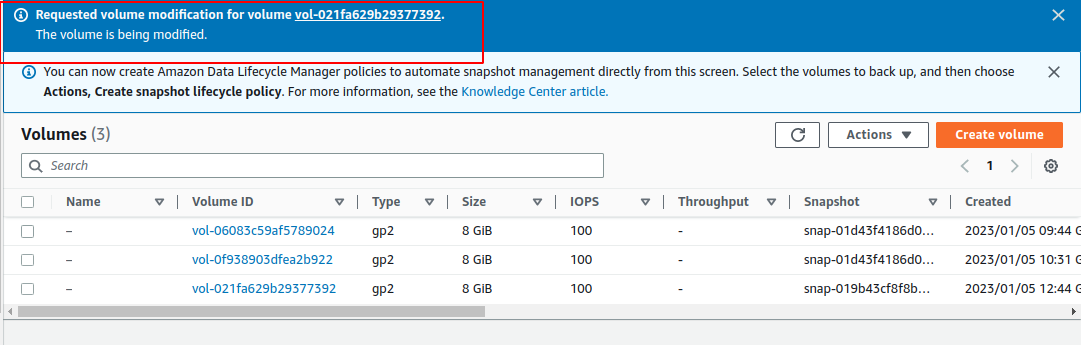 Requested volume modification for volume vol-021fa629b29377392.
The volume is being modified.
You can now create Amazon Data Lifecycle Manager policies to automate snapshot management directly from this screen. Select the volumes to back up, and then choose
Actions, Create snapshot lifecycle policy. For more information, see the Knowledge Center article.
Volumes (3)
Actions
Create volume
Search
1
Name Volume ID Type Size IOPS Throughput Snapshot Created
– vol-06083c59af5789024 gp2 8 GiB 100 - snap-01d43f4186d0... 2023/01/05 09:44 G
– vol-0f938903dfea2b922 gp2 8 GiB 100 - snap-01d43f4186d0... 2023/01/05 10:31 G
– vol-021fa629b29377392 gp2 8 GiB 100 - snap-019b43cf8f8b... 2023/01/05 12:44 G